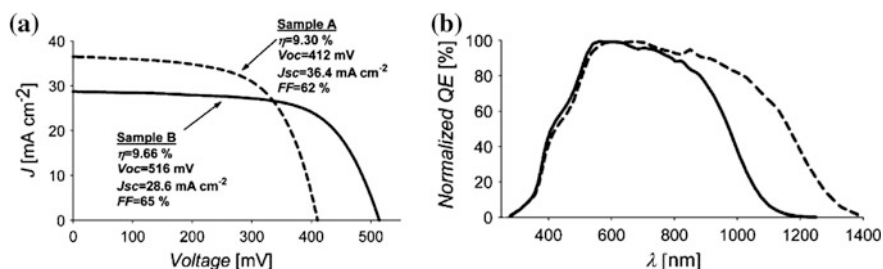 (a)
Sample A
η=9.30 %
Voc=412 mV
Jsc=36.4 mA cm-2
FF=62 %
Sample B
η=9.66 %
Voc=516 mV
Jsc=28.6 mA cm-2
FF=65 %
J [mA cm-2]
40
30
20
10
0
0 100 200 300 400 500
Voltage [mV]
(b)
Normalized QE [%]
100
80
60
40
20
0
400 600 800 1000 1200 1400
λ [nm]